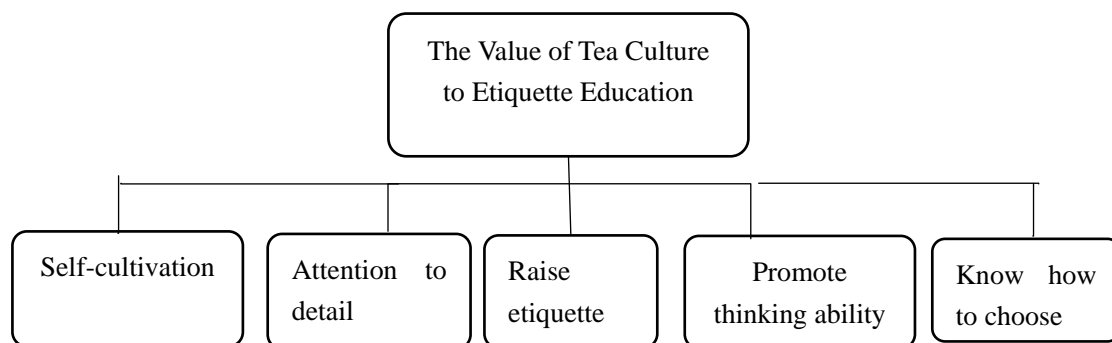 The Value of Tea Culture
to Etiquette Education
Self-cultivation
Attention to
detail
Raise
etiquette
Promote
thinking ability
Know how
to choose